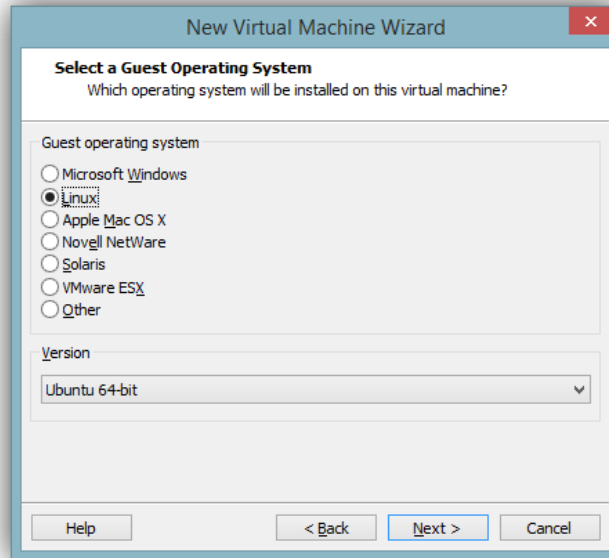 New Virtual Machine Wizard
Select a Guest Operating System
Which operating system will be installed on this virtual machine?
Guest operating system
Microsoft Windows
Linux
Apple Mac OS X
Novell NetWare
Solaris
VMware ESX
Other
Version
Ubuntu 64-bit
Help < Back Next > Cancel